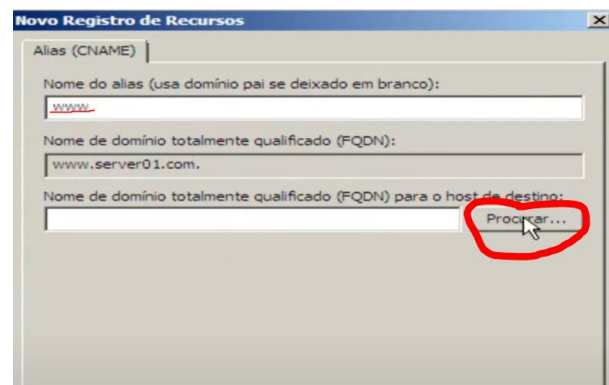 Novo Registro de Recursos
Alias (CNAME)
Nome do alias (usa domínio pai se deixado em branco):
www
Nome de domínio totalmente qualificado (FQDN):
www.server01.com.
Nome de domínio totalmente qualificado (FQDN) para o host de destino:
Procurar...